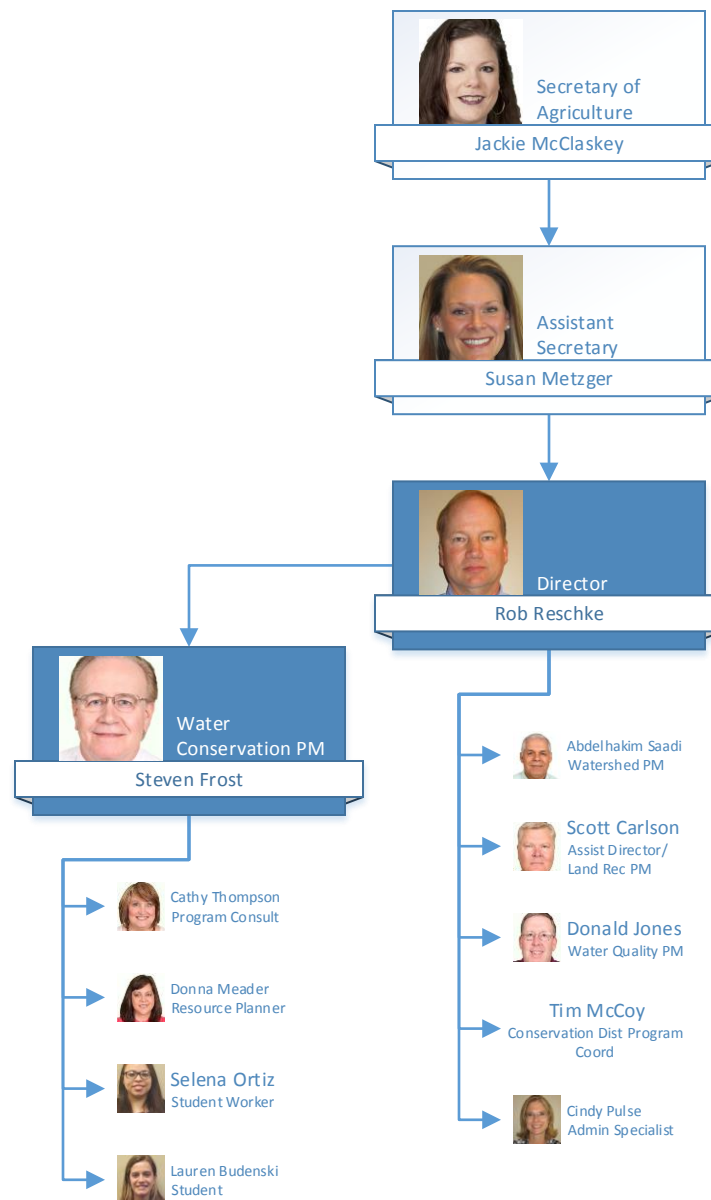 Secretary of
Agriculture
Jackie McClaskey
Assistant
Secretary
Susan Metzger
Director
Rob Reschke
Water
Conservation PM
Steven Frost
Cathy Thompson
Program Consult
Donna Meader
Resource Planner
Selena Ortiz
Student Worker
Lauren Budenski
Student
Abdelhakim Saadi
Watershed PM
Scott Carlson
Assist Director/
Land Rec PM
Donald Jones
Water Quality PM
Tim McCoy
Conservation Dist Program
Coord
Cindy Pulse
Admin Specialist